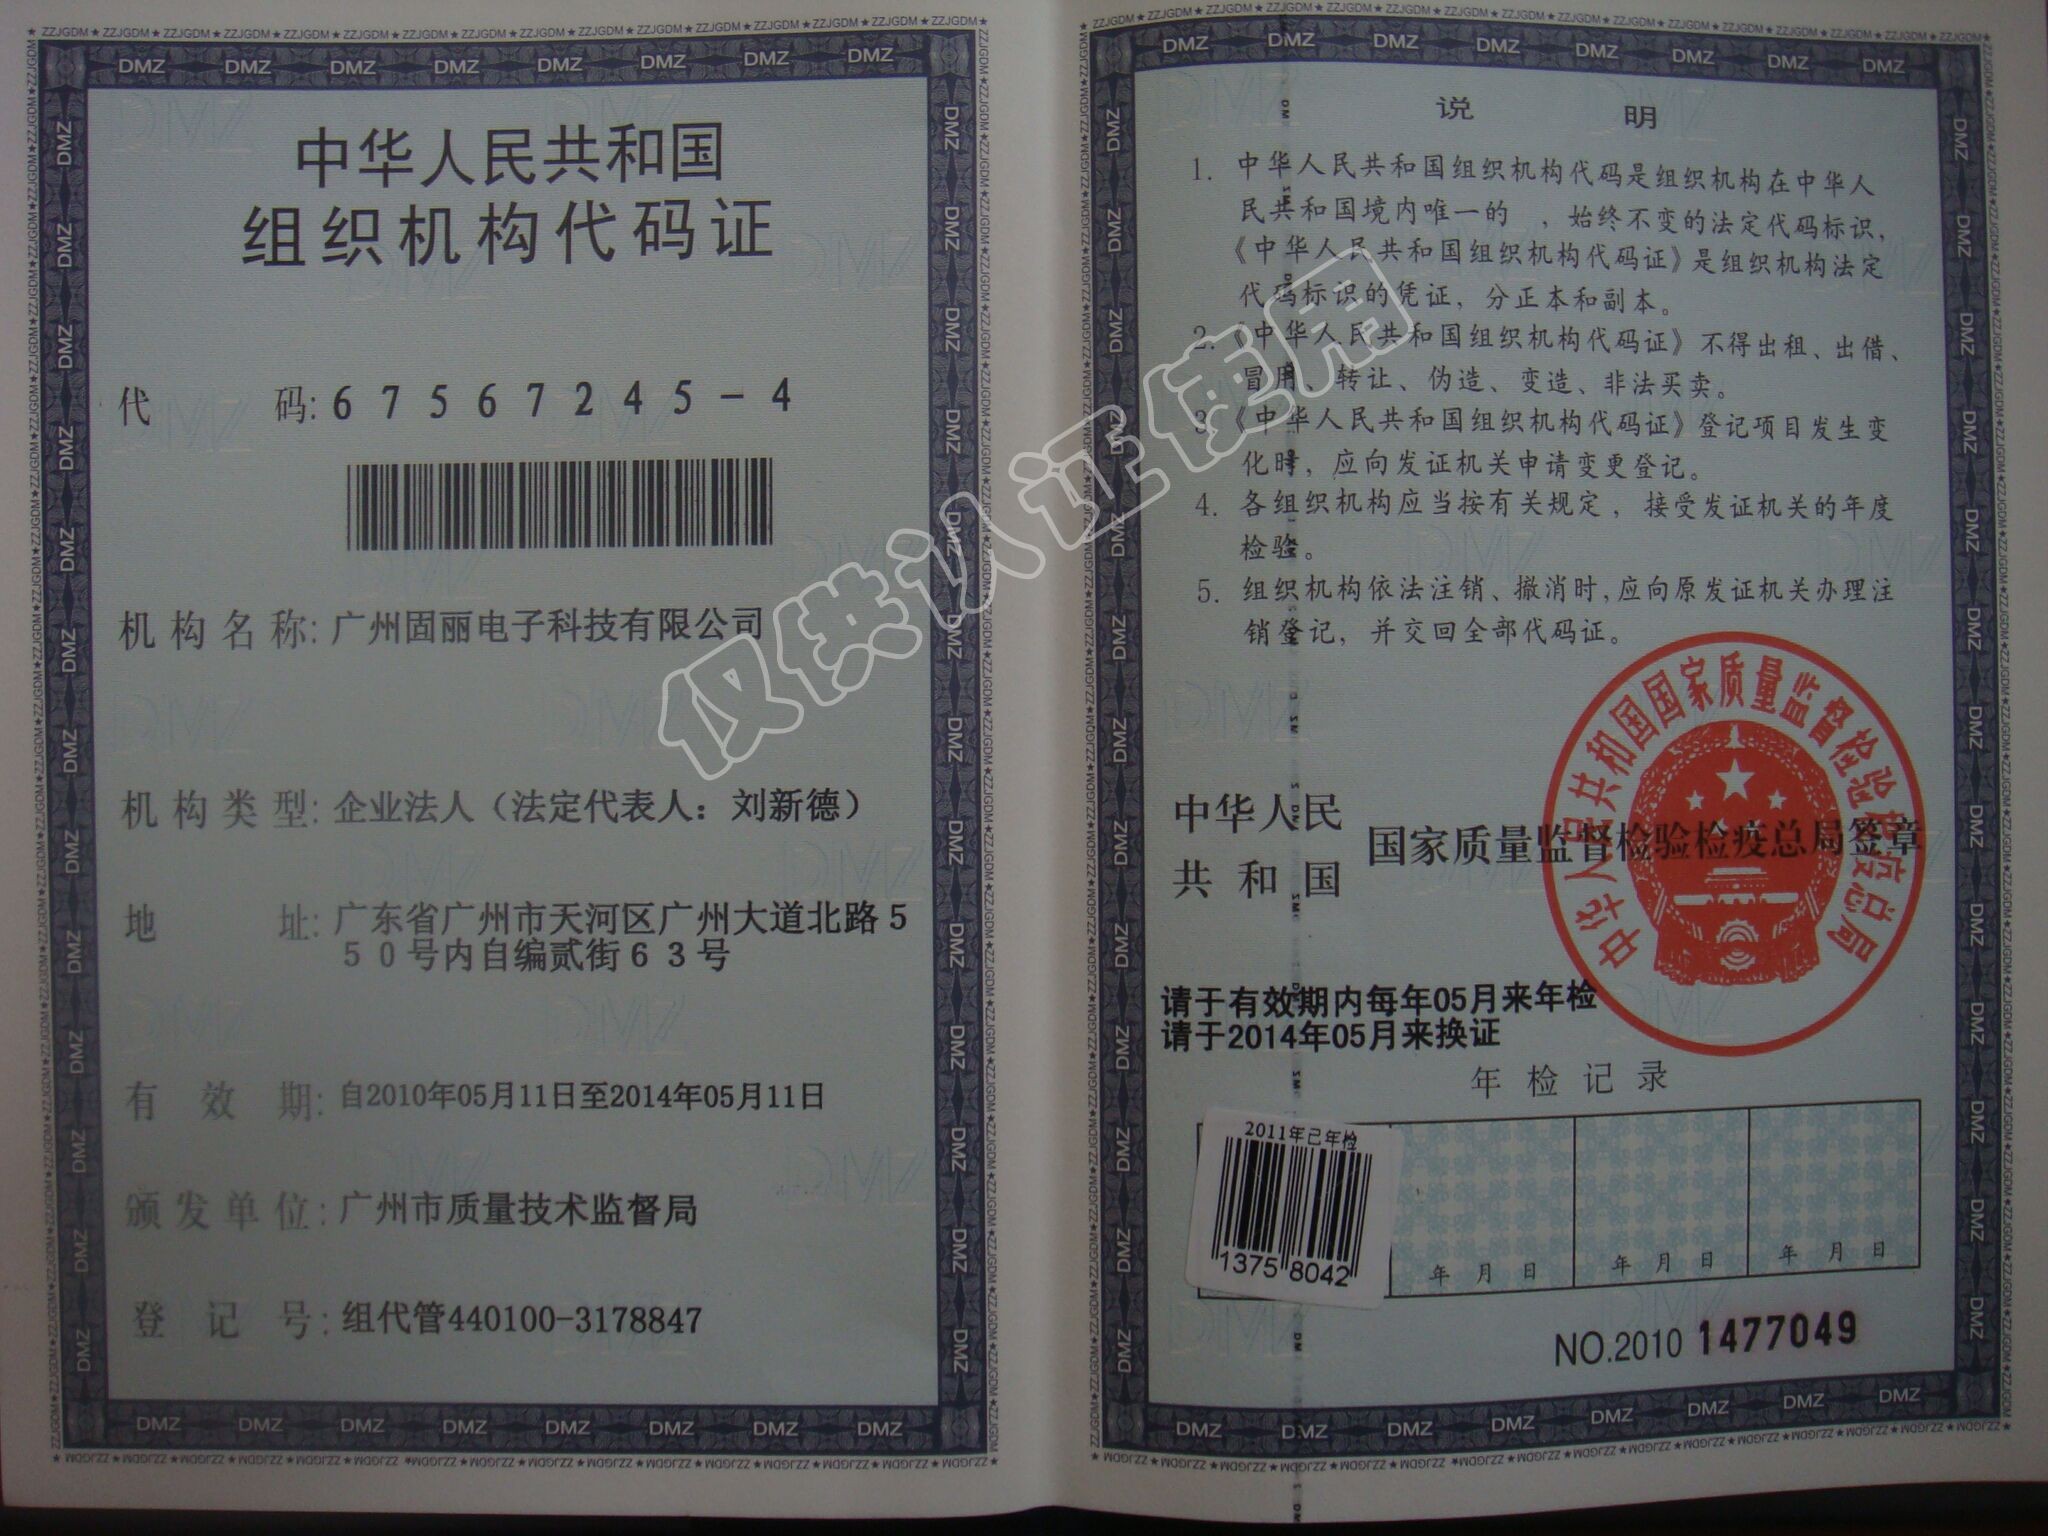 中华人民共和国
组织机构代码证
代 码: 67567245-4
机构名称: 广州固丽电子科技有限公司
机构类型: 企业法人（法定代表人：刘新德）
地 址: 广东省广州市天河区广州大道北路5
50号内自编贰街63号
有 效 期: 自2010年05月11日至2014年05月11日
颁发单位: 广州市质量技术监督局
登 记 号: 组代管440100-3178847
说 明
1. 中华人民共和国组织机构代码是组织机构在中华人
民共和国境内唯一的 ，始终不变的法定代码标识，
《中华人民共和国组织机构代码证》是组织机构法定
代码标识的凭证，分正本和副本。
2.《中华人民共和国组织机构代码证》不得出租、出借、
冒用、转让、伪造、变造、非法买卖。
3《中华人民共和国组织机构代码证》登记项目发生变
化时，应向发证机关申请变更登记。
4. 各组织机构应当按有关规定，接受发证机关的年度
检验。
5. 组织机构依法注销、撤消时,应向原发证机关办理注
销登记，并交回全部代码证。
中华人民
共和国 国家质量监督检验检疫总局签章
中华人民共和国国家质量监督检验检疫总局
请于有效期内每年05月来年检
请于2014年05月来换证
年检记录
2011年已年检
1375 8042
年 月 日 年 月 日 年 月 日
NO.2010 1477049
仅供认证使用